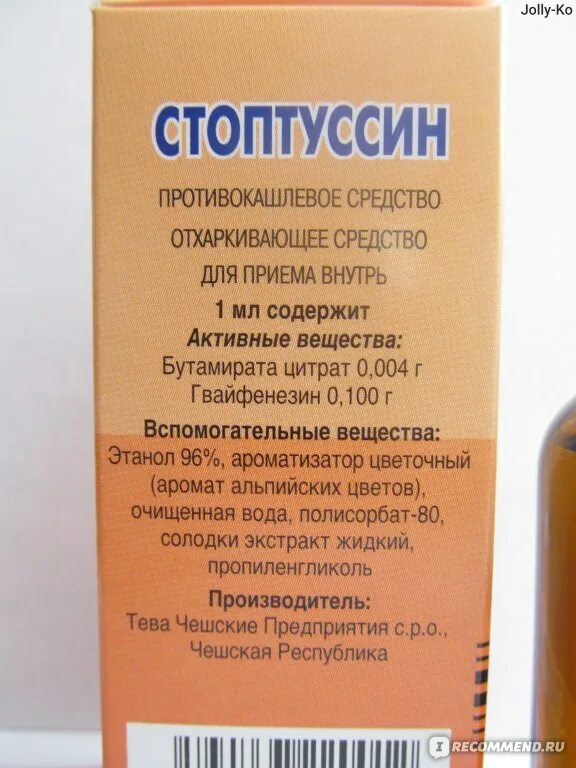 Jolly-Ko
СТОПТУССИН
ПРОТИВОКАШЛЕВОЕ СРЕДСТВО
ОТХАРКИВАЮЩЕЕ СРЕДСТВО
ДЛЯ ПРИЕМА ВНУТРЬ
1 мл содержит
Активные вещества:
Бутамирата цитрат 0,004 г
Гвайфенезин 0,100 г
Вспомогательные вещества:
Этанол 96%, ароматизатор цветочный
(аромат альпийских цветов),
очищенная вода, полисорбат-80,
солодки экстракт жидкий,
пропиленгликоль
Производитель:
Тева Чешские Предприятия с.р.о.,
Чешская Республика
IRECOMMEND.RU